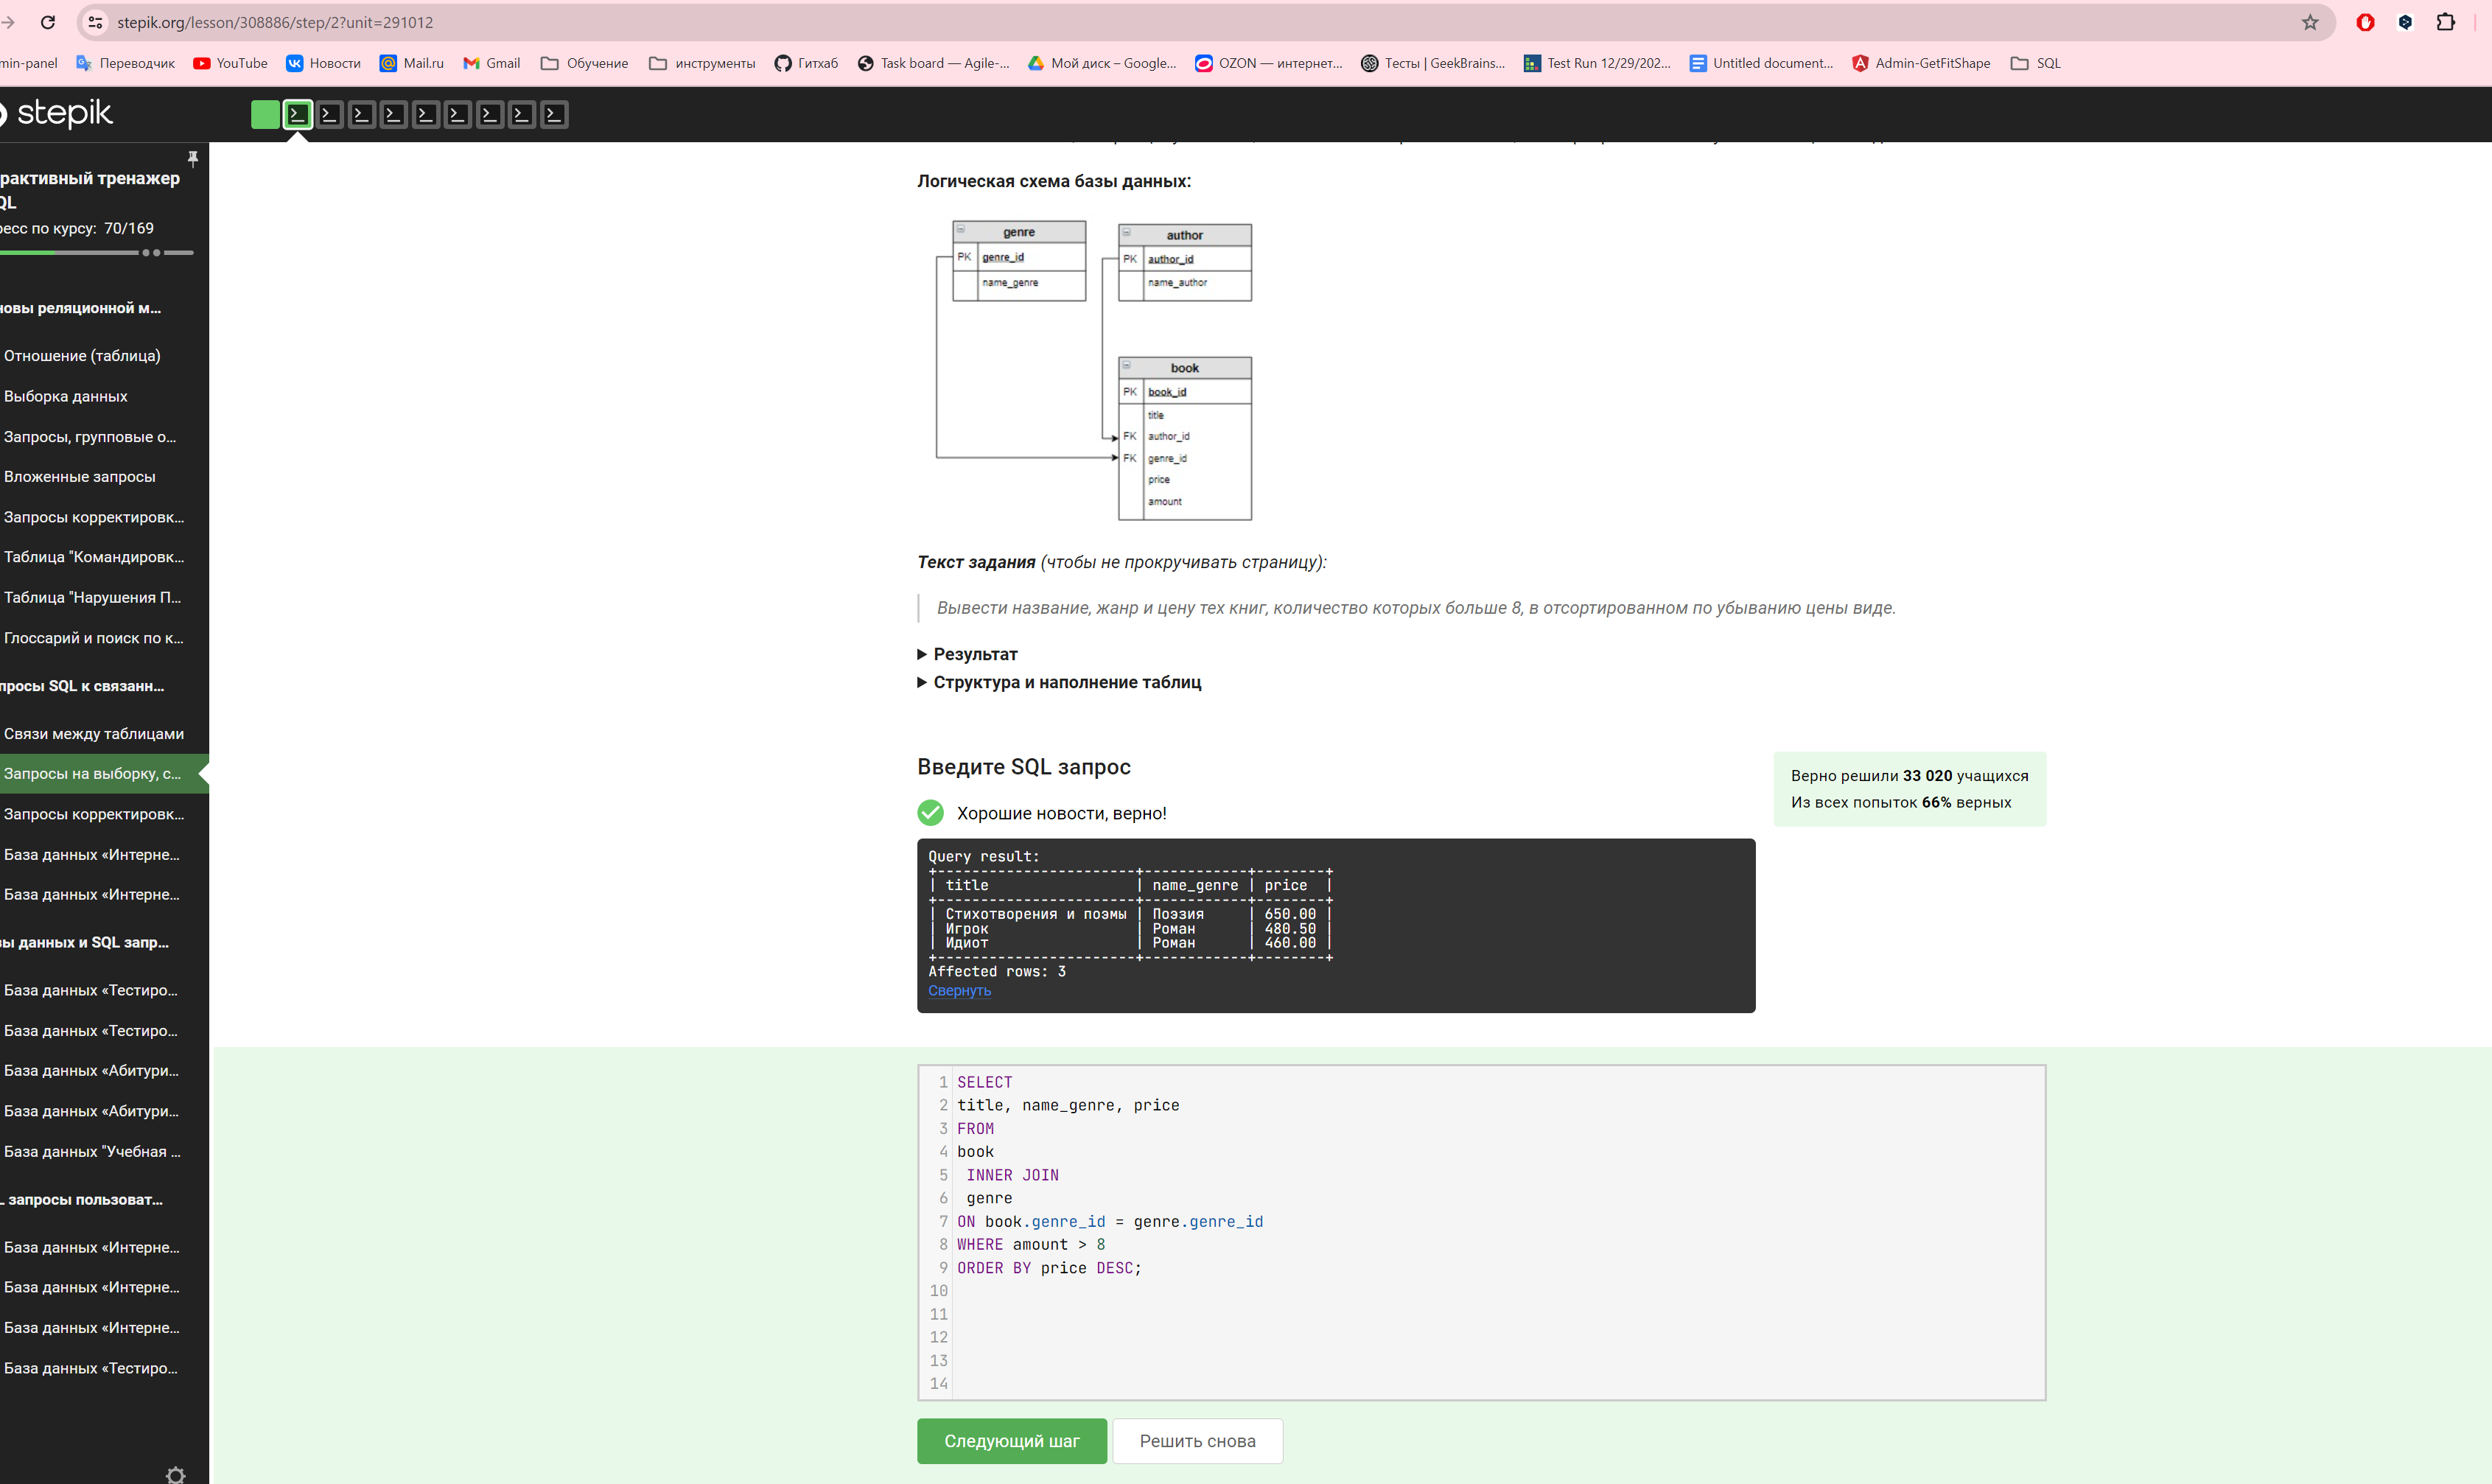 stepik.org/lesson/308886/step/2?unit=291012
min-panel Переводчик YouTube Новости Mail.ru Gmail Обучение инструменты Гитхаб Task board — Agile-... Мой диск – Google... OZON — интернет... Тесты | GeekBrains... Test Run 12/29/202... Untitled document... Admin-GetFitShape SQL
stepik
рактивный тренажер
QL
ресс по курсу: 70/169
новы реляционной м...
Отношение (таблица)
Выборка данных
Запросы, групповые о...
Вложенные запросы
Запросы корректировк...
Таблица "Командировк...
Таблица "Нарушения П...
Глоссарий и поиск по к...
просы SQL к связанн...
Связи между таблицами
Запросы на выборку, с...
Запросы корректировк...
База данных «Интерне...
База данных «Интерне...
зы данных и SQL запр...
База данных «Тестиро...
База данных «Тестиро...
База данных «Абитури...
База данных «Абитури...
База данных "Учебная ...
L запросы пользоват...
База данных «Интерне...
База данных «Интерне...
База данных «Интерне...
База данных «Тестиро...
Логическая схема базы данных:
genre
PK genre_id
name_genre
author
PK author_id
name_author
book
PK book_id
title
FK author_id
FK genre_id
price
amount
Текст задания (чтобы не прокручивать страницу):
Вывести название, жанр и цену тех книг, количество которых больше 8, в отсортированном по убыванию цены виде.
Результат
Структура и наполнение таблиц
Введите SQL запрос
Верно решили 33 020 учащихся
Из всех попыток 66% верных
Хорошие новости, верно!
Query result:
+-----------------------+------------+--------+
| title                 | name_genre | price  |
+-----------------------+------------+--------+
| Стихотворения и поэмы | Поэзия     | 650.00 |
| Игрок                 | Роман      | 480.50 |
| Идиот                 | Роман      | 460.00 |
+-----------------------+------------+--------+
Affected rows: 3
Свернуть
1 SELECT
2 title, name_genre, price
3 FROM
4 book
5 INNER JOIN
6 genre
7 ON book.genre_id = genre.genre_id
8 WHERE amount > 8
9 ORDER BY price DESC;
10
11
12
13
14
Следующий шаг Решить снова